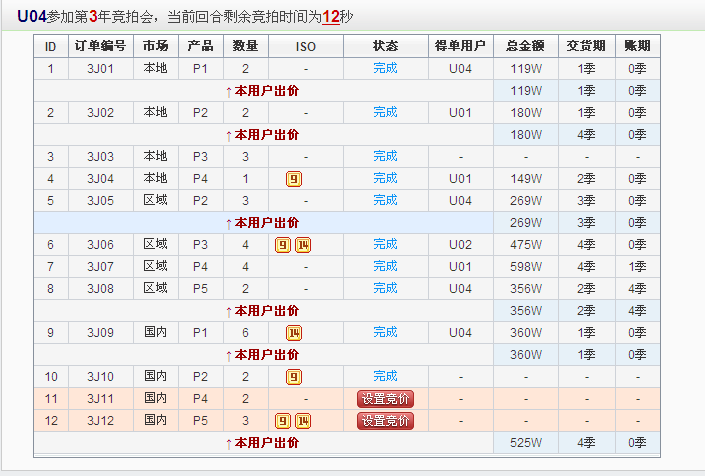 U04参加第3年竞拍会，当前回合剩余竞拍时间为12秒
ID 订单编号 市场 产品 数量 ISO 状态 得单用户 总金额 交货期 账期
1 3J01 本地 P1 2 - 完成 U04 119W 1季 0季
↑本用户出价 119W 1季 0季
2 3J02 本地 P2 2 - 完成 U01 180W 1季 0季
↑本用户出价 180W 4季 0季
3 3J03 本地 P3 3 - 完成 - - - -
4 3J04 本地 P4 1 9 完成 U01 149W 2季 0季
5 3J05 区域 P2 3 - 完成 U04 269W 3季 0季
↑本用户出价 269W 3季 0季
6 3J06 区域 P3 4 9 14 完成 U02 475W 4季 0季
7 3J07 区域 P4 4 - 完成 U01 598W 4季 1季
8 3J08 区域 P5 2 - 完成 U04 356W 2季 4季
↑本用户出价 356W 2季 4季
9 3J09 国内 P1 6 14 完成 U04 360W 1季 0季
↑本用户出价 360W 1季 0季
10 3J10 国内 P2 2 9 完成 - - - -
11 3J11 国内 P4 2 - 设置竞价 - - - -
12 3J12 国内 P5 3 9 14 设置竞价 - - - -
↑本用户出价 525W 4季 0季